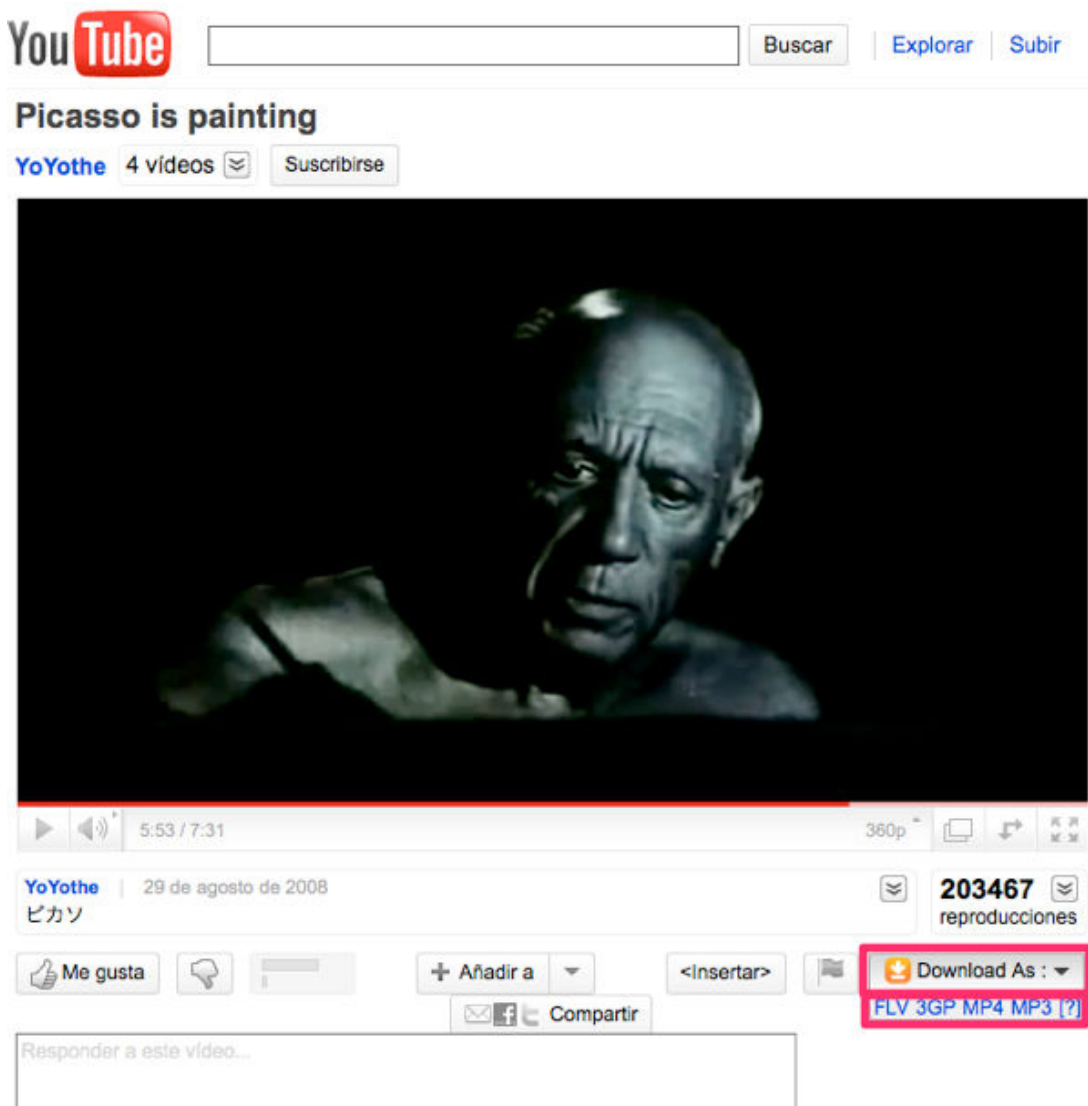 YouTube Buscar Explorar Subir
Picasso is painting
YoYothe 4 vídeos Suscribirse
5:53 / 7:31 360p
YoYothe 29 de agosto de 2008
ピカソ
203467
reproducciones
Me gusta Añadir a <Insertar> Download As :
FLV 3GP MP4 MP3 [?]
Compartir
Responder a este vídeo...